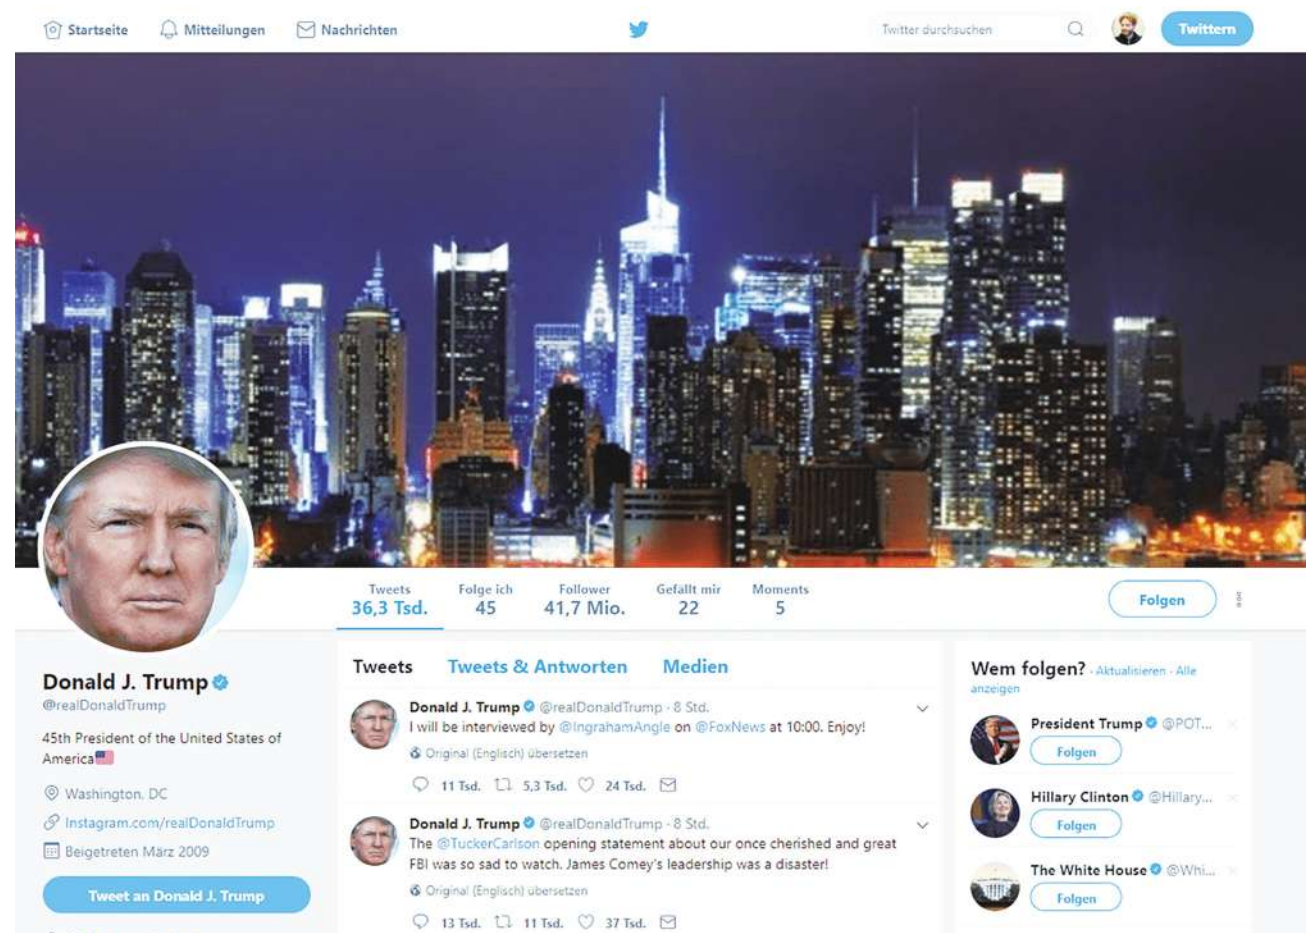 Startseite Mitteilungen Nachrichten Twitter durchsuchen Twittern
Tweets Folge ich Follower Gefällt mir Moments
36,3 Tsd. 45 41,7 Mio. 22 5
Folgen
Donald J. Trump
@realDonaldTrump
45th President of the United States of
America
Washington, DC
Instagram.com/realDonaldTrump
Beigetreten März 2009
Tweet an Donald J. Trump
Tweets Tweets & Antworten Medien
Donald J. Trump @realDonaldTrump · 8 Std.
I will be interviewed by @IngrahamAngle on @FoxNews at 10:00. Enjoy!
Original (Englisch) übersetzen
11 Tsd. 5,3 Tsd. 24 Tsd.
Donald J. Trump @realDonaldTrump · 8 Std.
The @TuckerCarlson opening statement about our once cherished and great
FBI was so sad to watch. James Comey's leadership was a disaster!
Original (Englisch) übersetzen
13 Tsd. 11 Tsd. 37 Tsd.
Wem folgen? · Aktualisieren · Alle
anzeigen
President Trump @POT...
Folgen
Hillary Clinton @Hillary...
Folgen
The White House @Whi...
Folgen